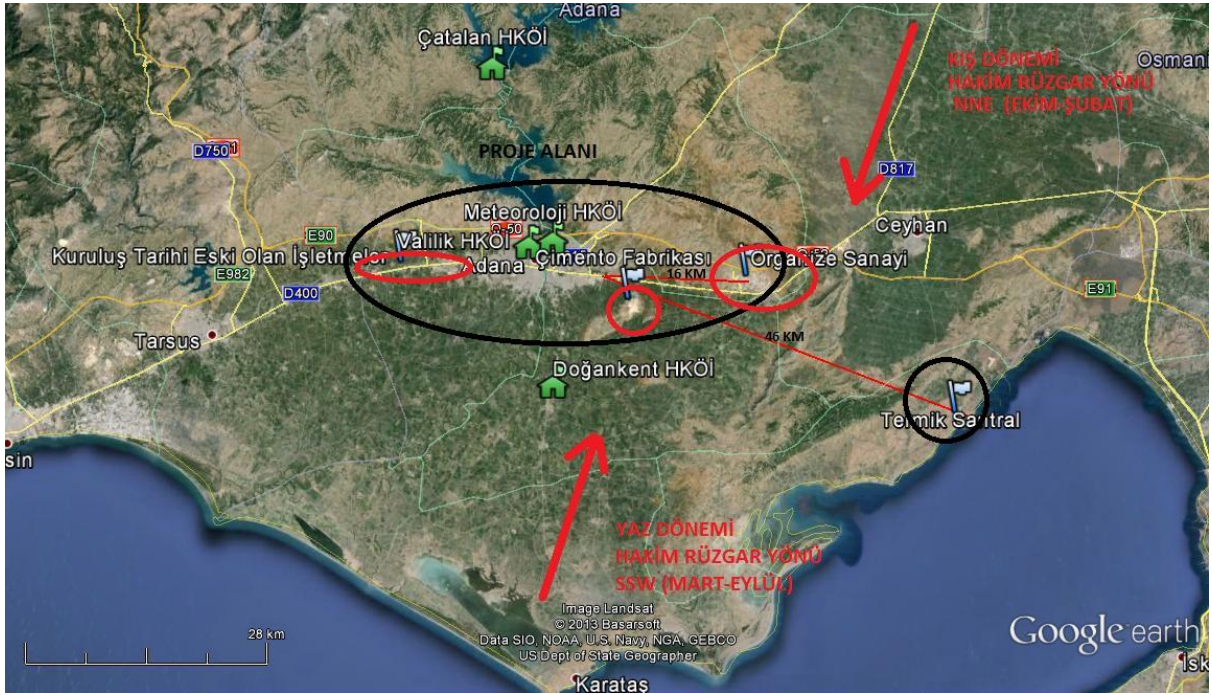 Adana
Çatalan HKÖİ
KIŞ DÖNEMİ
HAKİM RÜZGAR YÖNÜ
NNE (EKİM-ŞUBAT)
Osmani
D750
PROJE ALANI
D817
Meteoroloji HKÖİ
Ceyhan
E90
Valilik HKÖİ
Kuruluş Tarihi Eski Olan İşletmeler
Adana
Çimento Fabrikası
Organize Sanayi
E982
16 KM
D400
E91
Tarsus
46 KM
Doğankent HKÖİ
Termik Santral
sin
YAZ DÖNEMİ
HAKİM RÜZGAR YÖNÜ
SSW (MART-EYLÜL)
Image Landsat
© 2013 Basarsoft
Data SIO, NOAA, U.S. Navy, NGA, GEBCO
US Dept of State Geographer
28 km
Google earth
İsk
Karataş